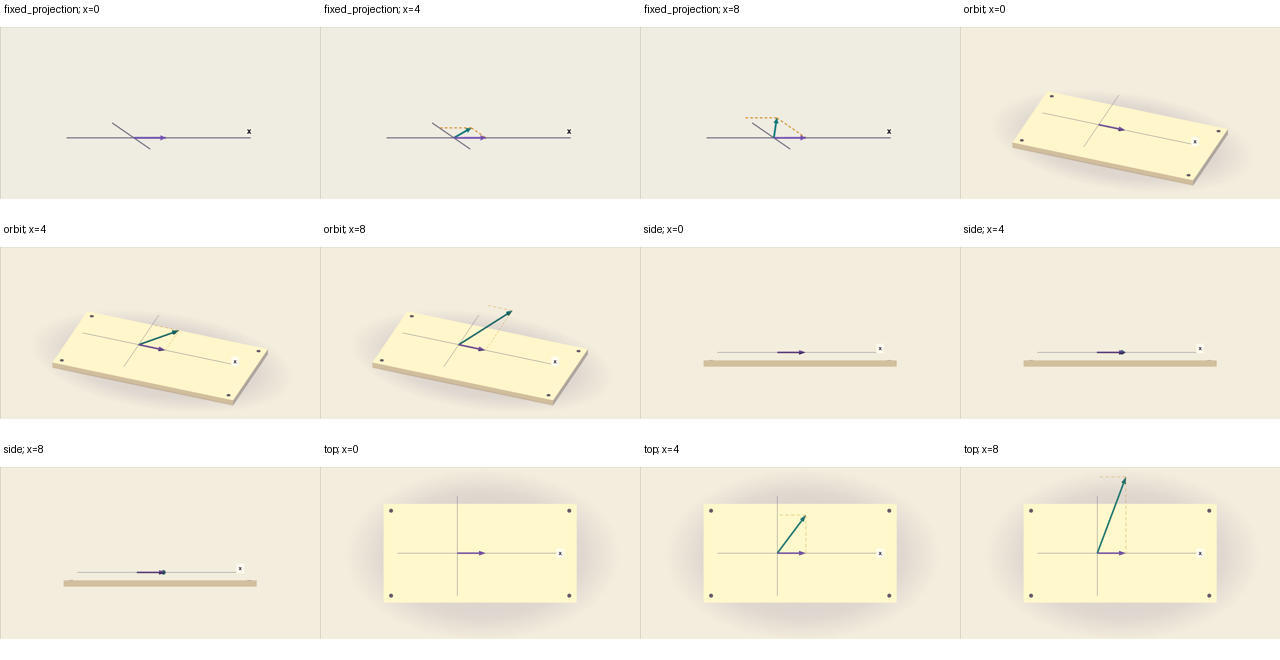 fixed_projection; x=0
fixed_projection; x=4
fixed_projection; x=8
orbit; x=0
x
x
x
x
orbit; x=4
orbit; x=8
side; x=0
side; x=4
x
x
x
x
side; x=8
top; x=0
top; x=4
top; x=8
x
x
x
x